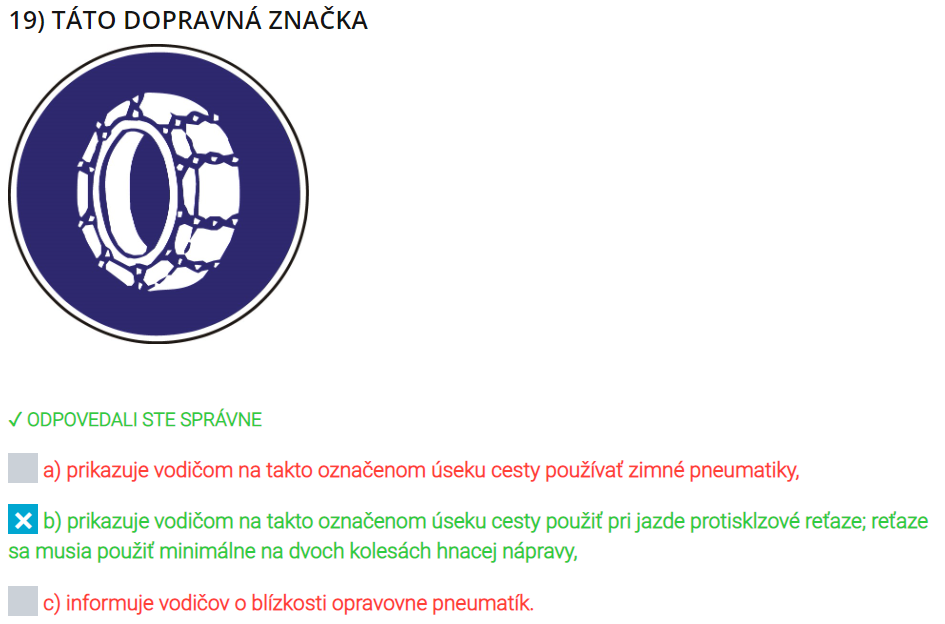 19) TÁTO DOPRAVNÁ ZNAČKA
✓ ODPOVEDALI STE SPRÁVNE
a) prikazuje vodičom na takto označenom úseku cesty používať zimné pneumatiky,
b) prikazuje vodičom na takto označenom úseku cesty použiť pri jazde protisklzové reťaze; reťaze
sa musia použiť minimálne na dvoch kolesách hnacej nápravy,
c) informuje vodičov o blízkosti opravovne pneumatík.